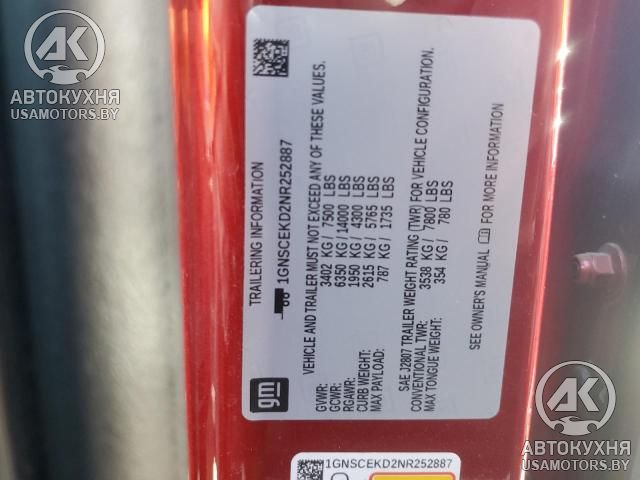 AK
АВТОКУХНЯ
USAMOTORS.BY
TRAILERING INFORMATION
1GNSCEKD2NR252887
VEHICLE AND TRAILER MUST NOT EXCEED ANY OF THESE VALUES.
GVWR: 3402 KG / 7500 LBS
GCWR: 6350 KG / 14000 LBS
RGAWR: 1950 KG / 4300 LBS
CURB WEIGHT: 2615 KG / 5765 LBS
MAX PAYLOAD: 787 KG / 1735 LBS
SAE J2807 TRAILER WEIGHT RATING (TWR) FOR VEHICLE CONFIGURATION.
CONVENTIONAL TWR: 3538 KG / 7800 LBS
MAX TONGUE WEIGHT: 354 KG / 780 LBS
SEE OWNER'S MANUAL FOR MORE INFORMATION
gm
1GNSCEKD2NR252887
AK
АВТОКУХНЯ
USAMOTORS.BY